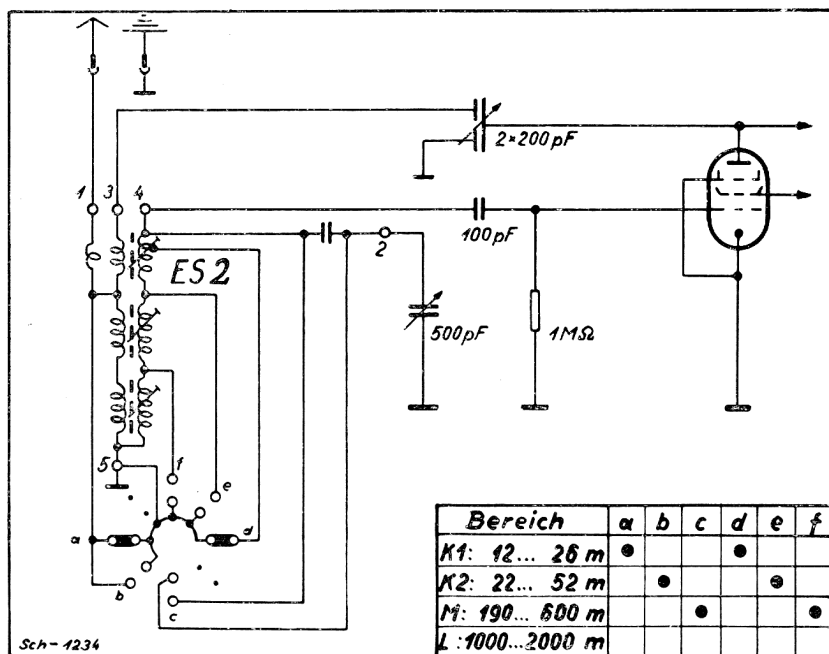 2×200pF
1 3 4
ES2
100pF
2
500pF
1MΩ
5
1
e
a
d
b
c
Bereich a b c d e f
K1: 12... 26 m ● ●
K2: 22... 52 m ● ●
M: 190... 600 m ● ●
L: 1000...2000 m
Sch-1234